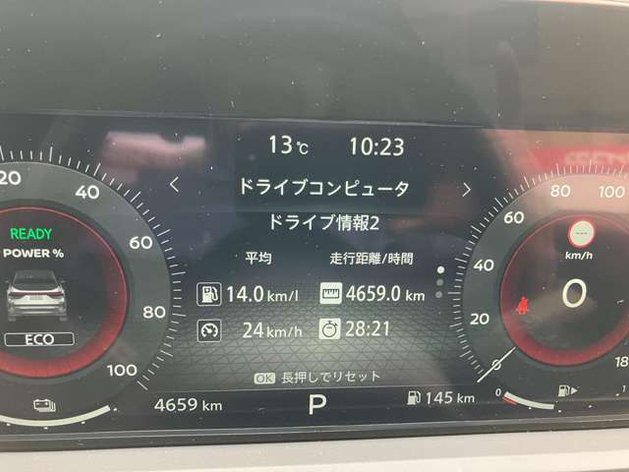 13℃ 10:23
ドライブコンピュータ
ドライブ情報2
平均 走行距離/時間
14.0 km/l 4659.0 km
24 km/h 28:21
OK 長押しでリセット
4659 km P 145 km
READY
POWER %
ECO
20 40 60 80 100
--- km/h
0
0 20 40 60 80 100
0